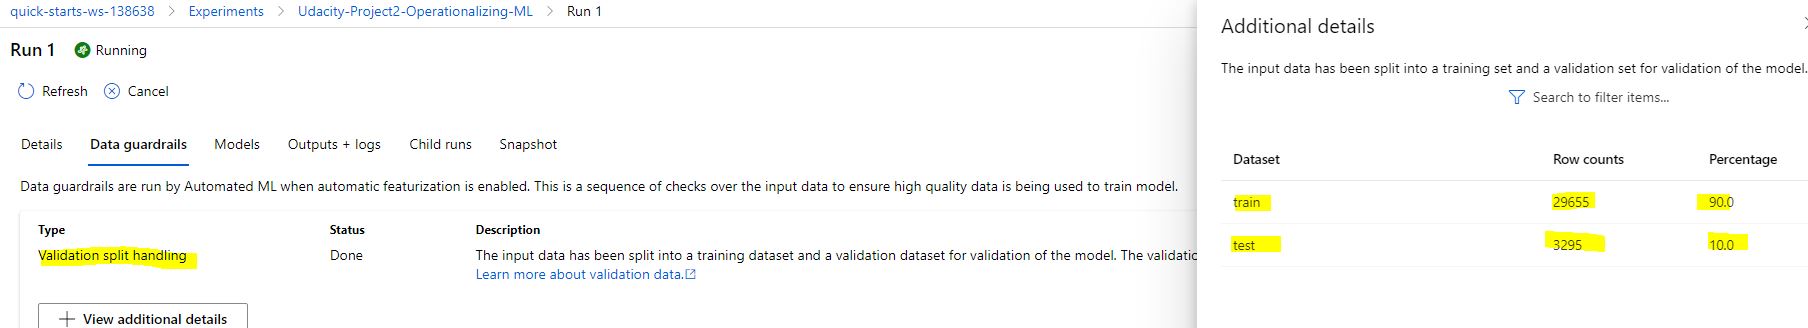 quick-starts-ws-138638 > Experiments > Udacity-Project2-Operationalizing-ML > Run 1
Run 1 Running
Refresh Cancel
Details Data guardrails Models Outputs + logs Child runs Snapshot
Data guardrails are run by Automated ML when automatic featurization is enabled. This is a sequence of checks over the input data to ensure high quality data is being used to train model.
Type Status Description
Validation split handling Done The input data has been split into a training dataset and a validation dataset for validation of the model. The validatio
Learn more about validation data.
+ View additional details
Additional details
The input data has been split into a training set and a validation set for validation of the model.
Search to filter items...
Dataset Row counts Percentage
train 29655 90.0
test 3295 10.0